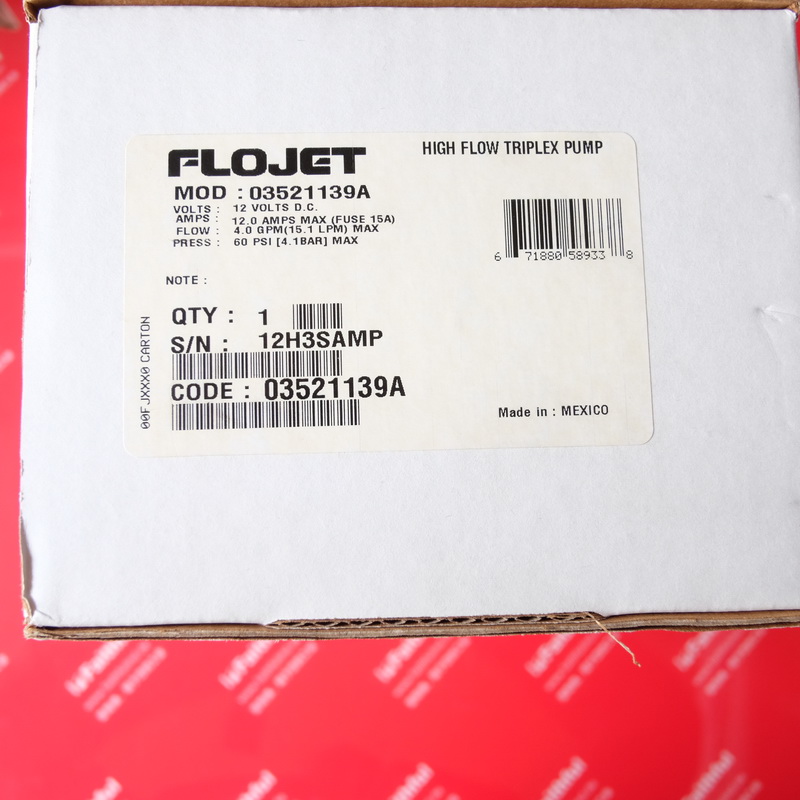 FLOJET
HIGH FLOW TRIPLEX PUMP
MOD : 03521139A
VOLTS : 12 VOLTS D.C.
AMPS : 12.0 AMPS MAX (FUSE 15A)
FLOW : 4.0 GPM(15.1 LPM) MAX
PRESS : 60 PSI [4.1BAR] MAX
6 71880 58933 8
NOTE :
QTY : 1
S/N : 12H3SAMP
CODE : 03521139A
Made in : MEXICO
00FJXXX0 CARTON